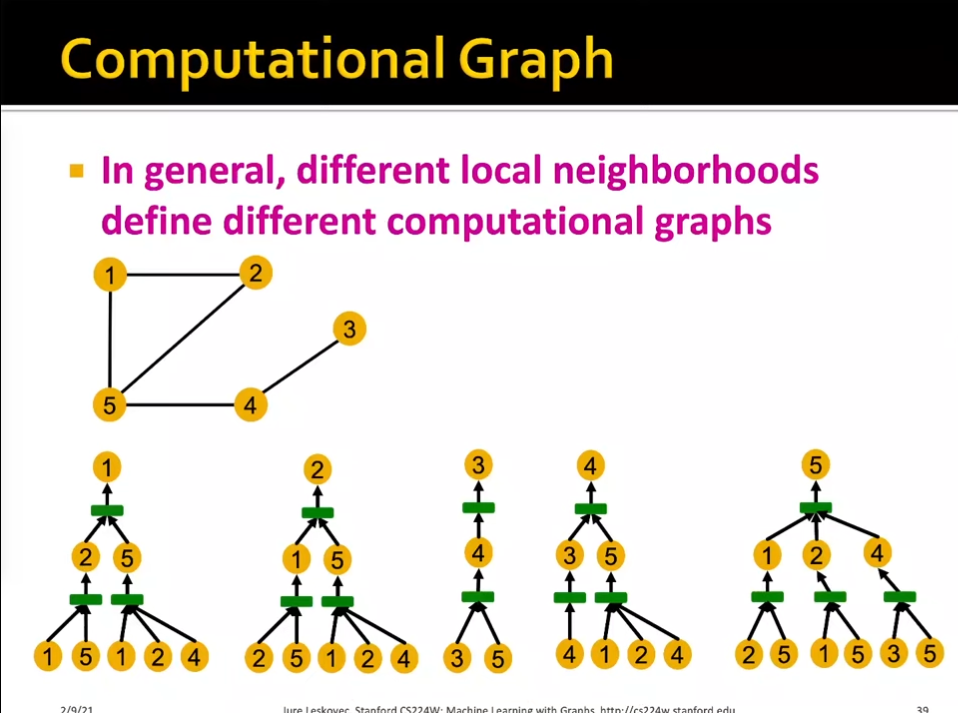 Computational Graph
In general, different local neighborhoods
define different computational graphs
1 2
3
5 4
1 2 3 4 5
2 5 1 5 4 3 5 1 2 4
1 5 1 2 4 2 5 1 2 4 3 5 4 1 2 4 2 5 1 5 3 5
2/9/21 Jure Leskovec, Stanford CS224W: Machine Learning with Graphs, http://cs224w.stanford.edu 39